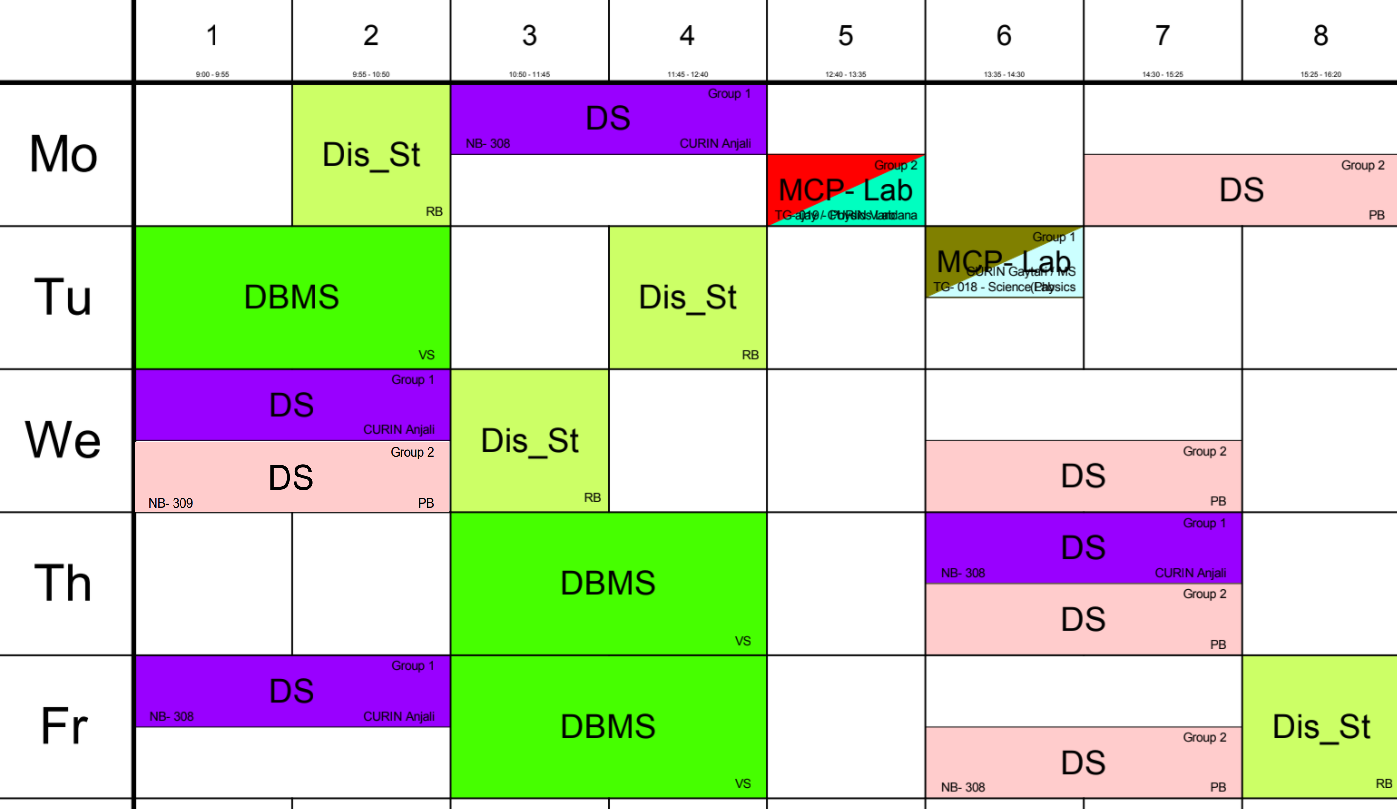 1 2 3 4 5 6 7 8
9:00 - 9:55 9:55 - 10:50 10:50 - 11:45 11:45 - 12:40 12:40 - 13:35 13:35 - 14:30 14:30 - 15:25 15:25 - 16:20
Mo
Dis_St
RB
Group 1
DS
NB- 308 CURIN Anjali
Group 2
MCP- Lab
Group 2
DS
PB
Tu
DBMS
VS
Dis_St
RB
Group 1
MCP- Lab
CURIN Gayturi / MS
TG- 018 - Science
We
Group 1
DS
CURIN Anjali
Group 2
DS
NB- 309 PB
Dis_St
RB
Group 2
DS
PB
Th
DBMS
VS
Group 1
DS
NB- 308 CURIN Anjali
Group 2
DS
PB
Fr
Group 1
DS
NB- 308 CURIN Anjali
DBMS
VS
Group 2
DS
NB- 308 PB
Dis_St
RB